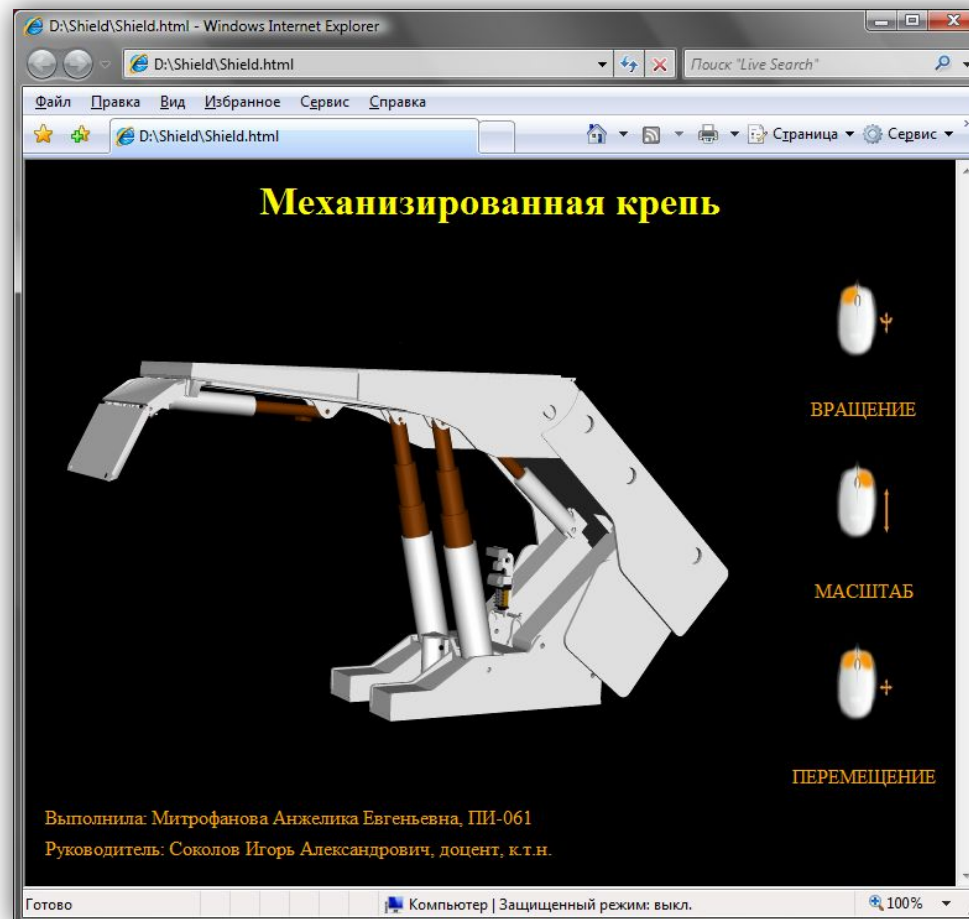 D:\Shield\Shield.html - Windows Internet Explorer
D:\Shield\Shield.html
Поиск "Live Search"
Файл Правка Вид Избранное Сервис Справка
D:\Shield\Shield.html
Страница Сервис
Механизированная крепь
ВРАЩЕНИЕ
МАСШТАБ
ПЕРЕМЕЩЕНИЕ
Выполнила: Митрофанова Анжелика Евгеньевна, ПИ-061
Руководитель: Соколов Игорь Александрович, доцент, к.т.н.
Готово
Компьютер | Защищенный режим: выкл.
100%